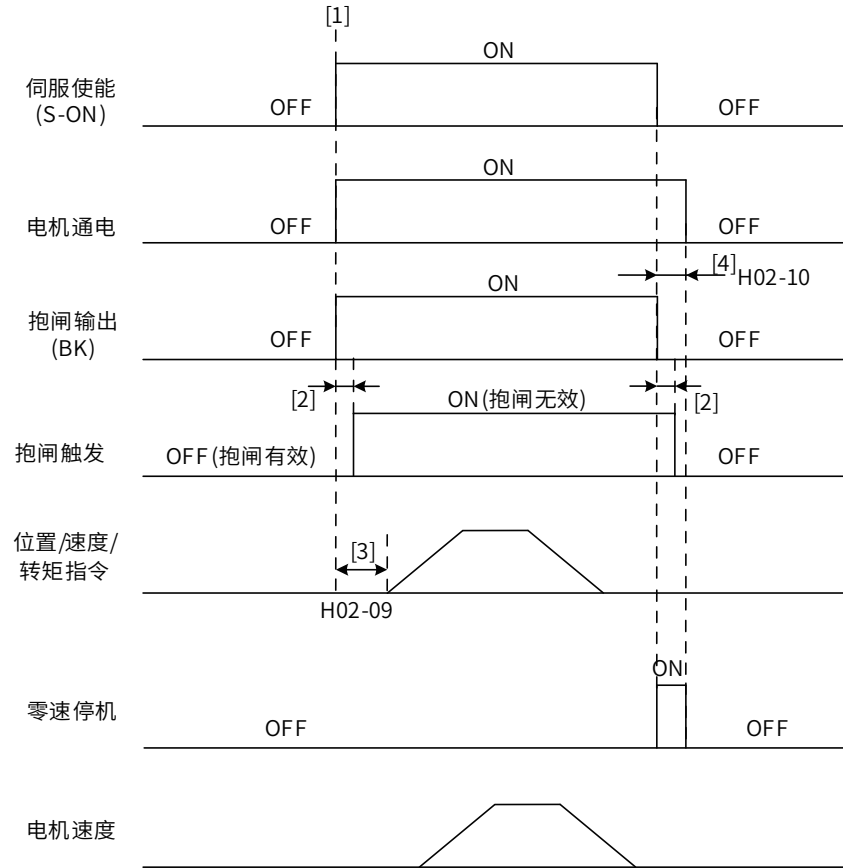 [1]
ON
伺服使能
(S-ON)
OFF
OFF
ON
电机通电
OFF
OFF
[4]
H02-10
ON
抱闸输出
(BK)
OFF
OFF
[2]
ON(抱闸无效)
[2]
抱闸触发
OFF(抱闸有效)
OFF
位置/速度/
转矩指令
[3]
H02-09
ON
零速停机
OFF
OFF
电机速度